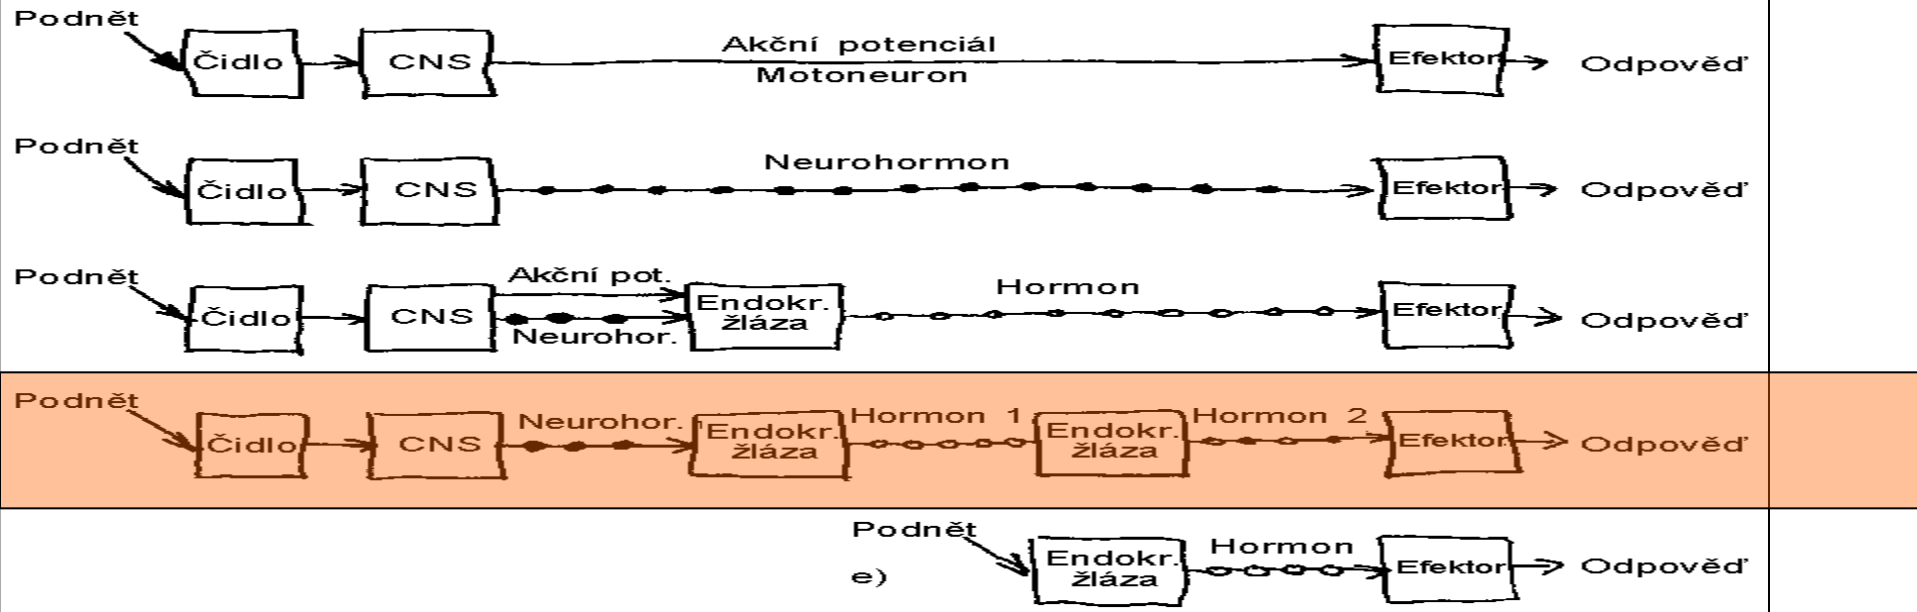 Podnět
Čidlo CNS Akční potenciál Efektor Odpověď
Motoneuron
Podnět
Čidlo CNS Neurohormon Efektor Odpověď
Podnět
Čidlo CNS Akční pot. Endokr. Hormon Efektor Odpověď
Neurohor. žláza
Podnět
Čidlo CNS Neurohor. Endokr. Hormon 1 Endokr. Hormon 2 Efektor Odpověď
žláza žláza
Podnět
e) Endokr. Hormon Efektor Odpověď
žláza